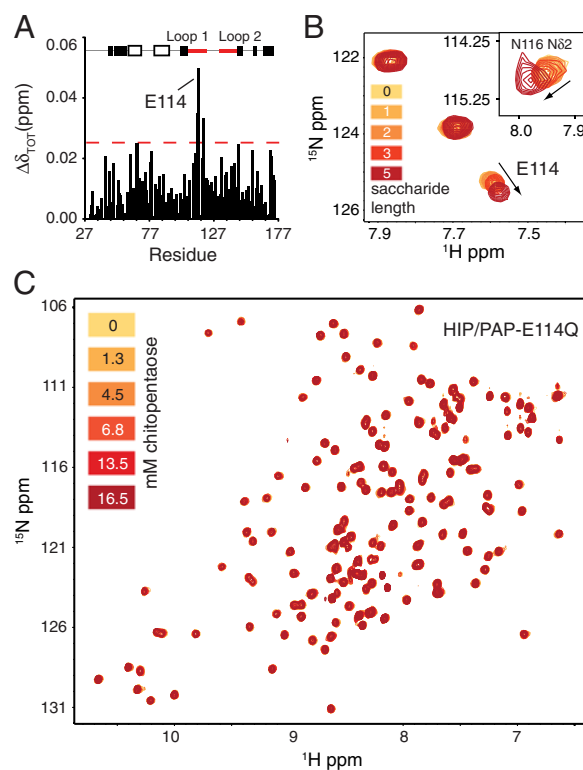 A
Loop 1 Loop 2
0.06
0.04
0.02
0.00
ΔδTOT(ppm)
E114
27 77 127 177
Residue
B
122
124
126
15N ppm
0
1
2
3
5
saccharide
length
E114
7.9 7.7 7.5
1H ppm
114.25
115.25
N116 Nδ2
8.0 7.9
C
106
111
116
121
126
131
15N ppm
HIP/PAP-E114Q
0
1.3
4.5
6.8
13.5
16.5
mM chitopentaose
10 9 8 7
1H ppm